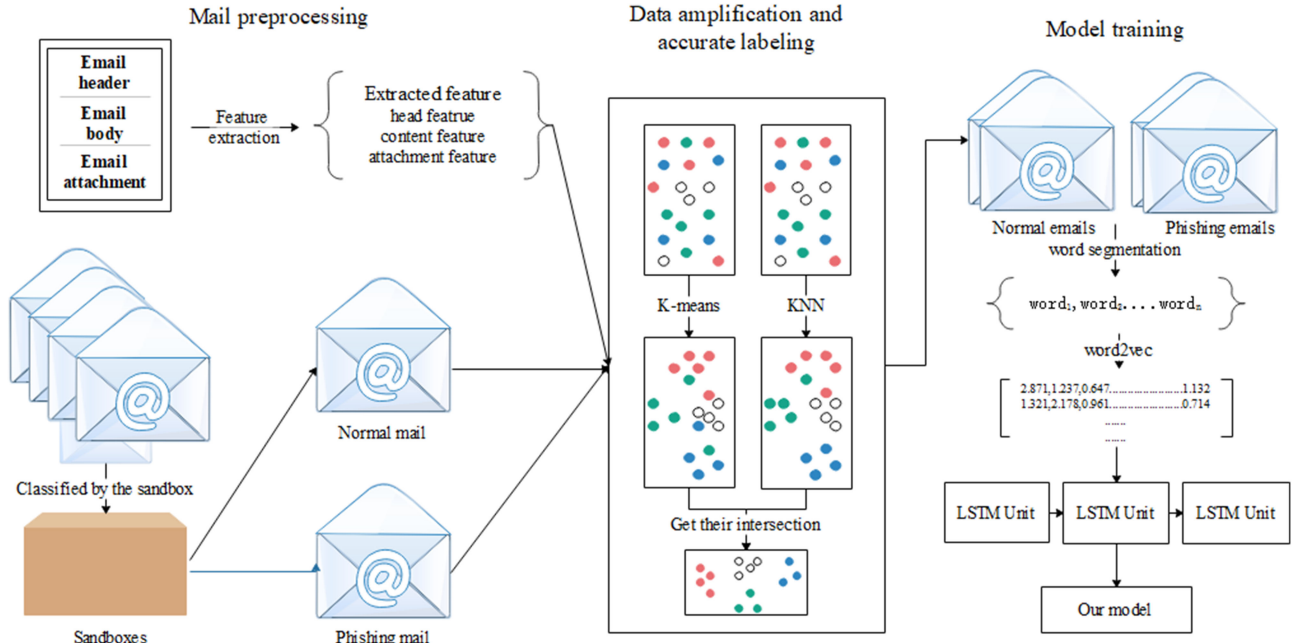 Mail preprocessing
Email
header
Email
body
Email
attachment
Feature
extraction
Extracted feature
head featrue
content feature
attachment feature
Classified by the sandbox
Sandboxes
Normal mail
Phishing mail
Data amplification and
accurate labeling
K-means
KNN
Get their intersection
Model training
Normal emails
Phishing emails
word segmentation
word₁, word₂. . . . wordₙ
word2vec
2.871,1.237,0.647.......................1.132
1.321,2.178,0.961.......................0.714
......
......
LSTM Unit
LSTM Unit
LSTM Unit
Our model